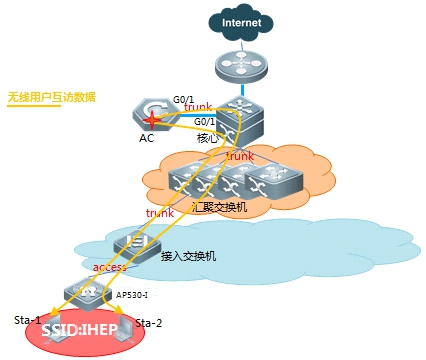 Internet
无线用户互访数据
G0/1
trunk
G0/1
AC
核心
trunk
汇聚交换机
trunk
接入交换机
access
AP530-I
Sta-1
SSID:IHEP
Sta-2